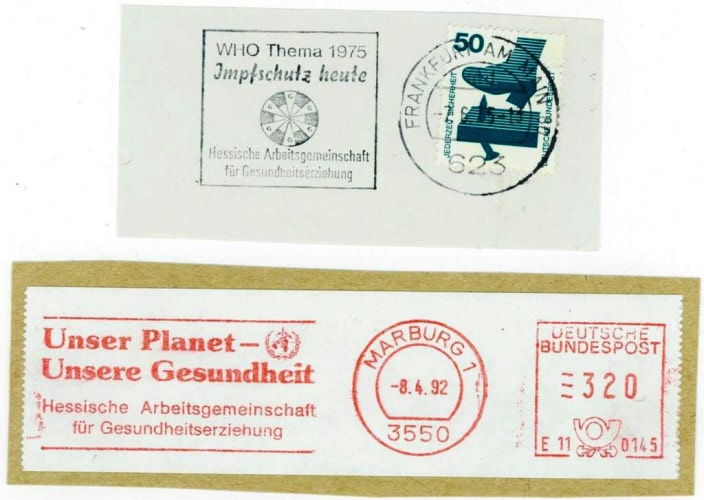 WHO Thema 1975
Impfschutz heute
Hessische Arbeitsgemeinschaft
für Gesundheitserziehung
FRANKFURT AM MAIN
623
50
JEDERZEIT SICHERHEIT
DEUTSCHE BUNDESPOST
Unser Planet –
Unsere Gesundheit
Hessische Arbeitsgemeinschaft
für Gesundheitserziehung
MARBURG 1
-8.4.92
3550
DEUTSCHE
BUNDESPOST
320
E 11 0145